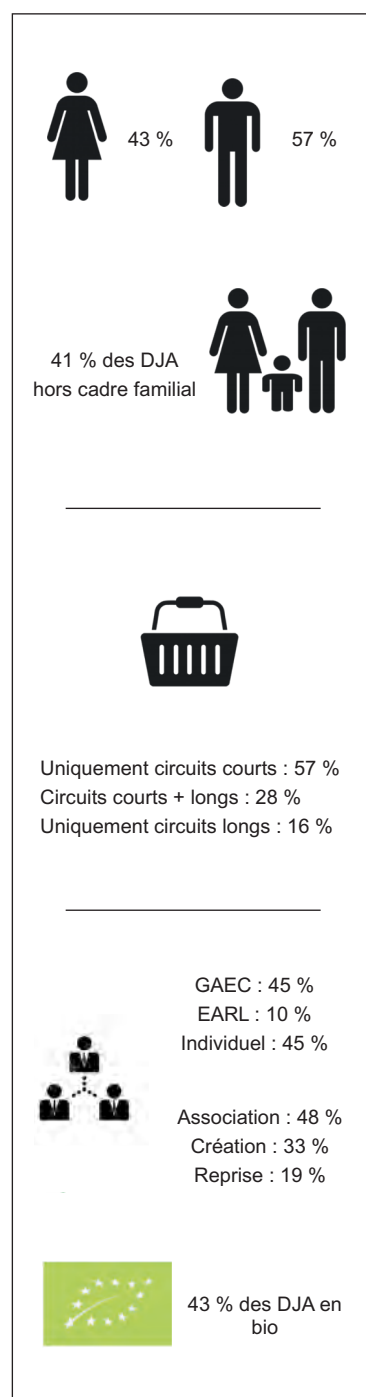 43 %
57 %
41 % des DJA
hors cadre familial
Uniquement circuits courts : 57 %
Circuits courts + longs : 28 %
Uniquement circuits longs : 16 %
GAEC : 45 %
EARL : 10 %
Individuel : 45 %
Association : 48 %
Création : 33 %
Reprise : 19 %
43 % des DJA en
bio